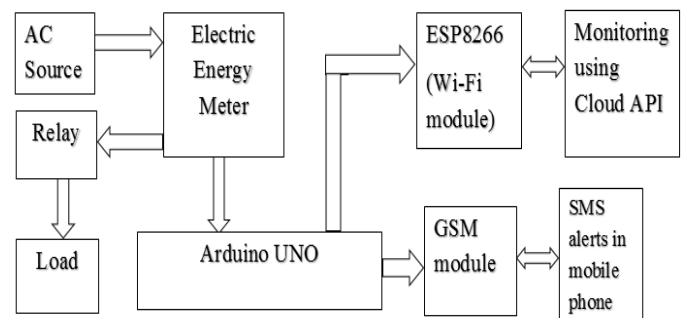 AC
Source
Electric
Energy
Meter
ESP8266
(Wi-Fi
module)
Monitoring
using
Cloud API
Relay
Load
Arduino UNO
GSM
module
SMS
alerts in
mobile
phone